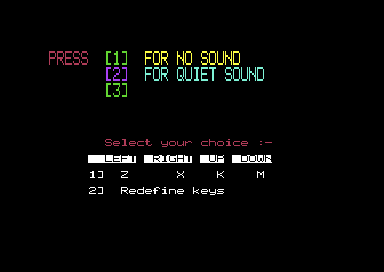 PRESS [1] FOR NO SOUND
[2] FOR QUIET SOUND
[3]
Select your choice :-
LEFT RIGHT UP DOWN
1] Z X K M
2] Redefine keys